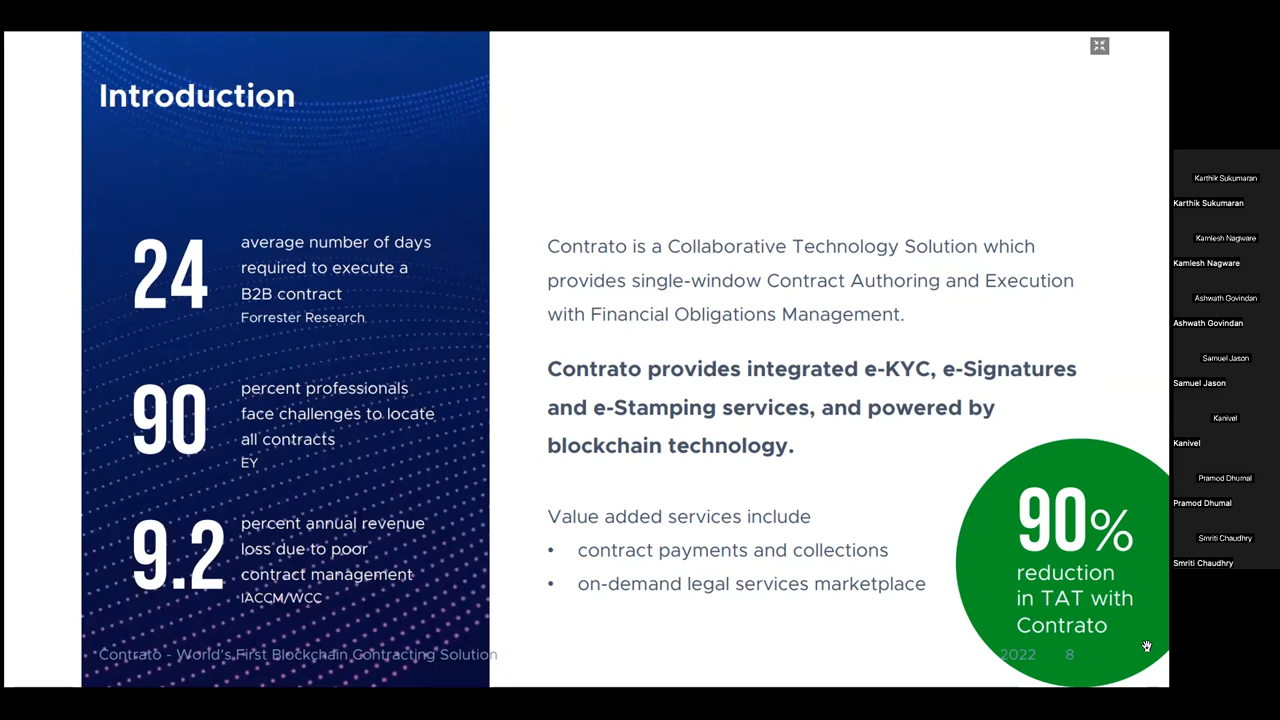 Introduction
24
average number of days
required to execute a
B2B contract
Forrester Research
90
percent professionals
face challenges to locate
all contracts
EY
9.2
percent annual revenue
loss due to poor
contract management
IACCM/WCC
Contrato - World's First Blockchain Contracting Solution
Contrato is a Collaborative Technology Solution which
provides single-window Contract Authoring and Execution
with Financial Obligations Management.
Contrato provides integrated e-KYC, e-Signatures
and e-Stamping services, and powered by
blockchain technology.
Value added services include
• contract payments and collections
• on-demand legal services marketplace
90%
reduction
in TAT with
Contrato
2022 8
Karthik Sukumaran
Karthik Sukumaran
Kamlesh Nagware
Kamlesh Nagware
Ashwath Govindan
Ashwath Govindan
Samuel Jason
Samuel Jason
Kanivel
Kanivel
Pramod Dhumal
Pramod Dhumal
Smriti Chaudhry
Smriti Chaudhry